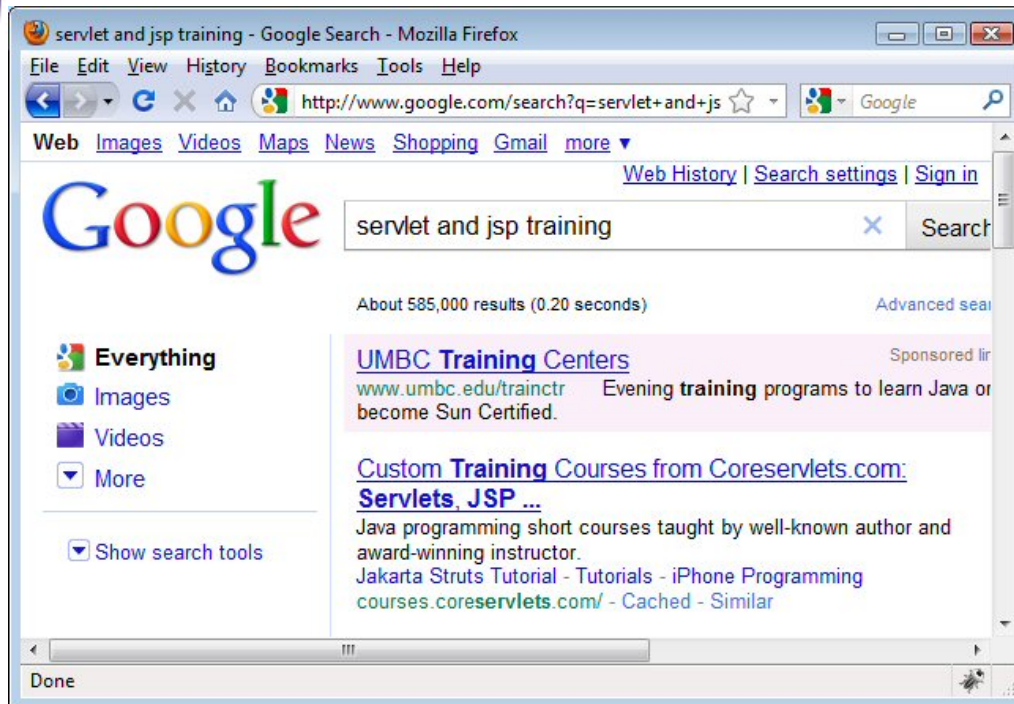 servlet and jsp training - Google Search - Mozilla Firefox
File Edit View History Bookmarks Tools Help
http://www.google.com/search?q=servlet+and+js
Google
Web Images Videos Maps News Shopping Gmail more ▼
Web History | Search settings | Sign in
Google
servlet and jsp training
Search
About 585,000 results (0.20 seconds)
Advanced sear
Everything
Images
Videos
More
Show search tools
UMBC Training Centers
Sponsored lin
www.umbc.edu/trainctr Evening training programs to learn Java or
become Sun Certified.
Custom Training Courses from Coreservlets.com:
Servlets, JSP ...
Java programming short courses taught by well-known author and
award-winning instructor.
Jakarta Struts Tutorial - Tutorials - iPhone Programming
courses.coreservlets.com/ - Cached - Similar
Done